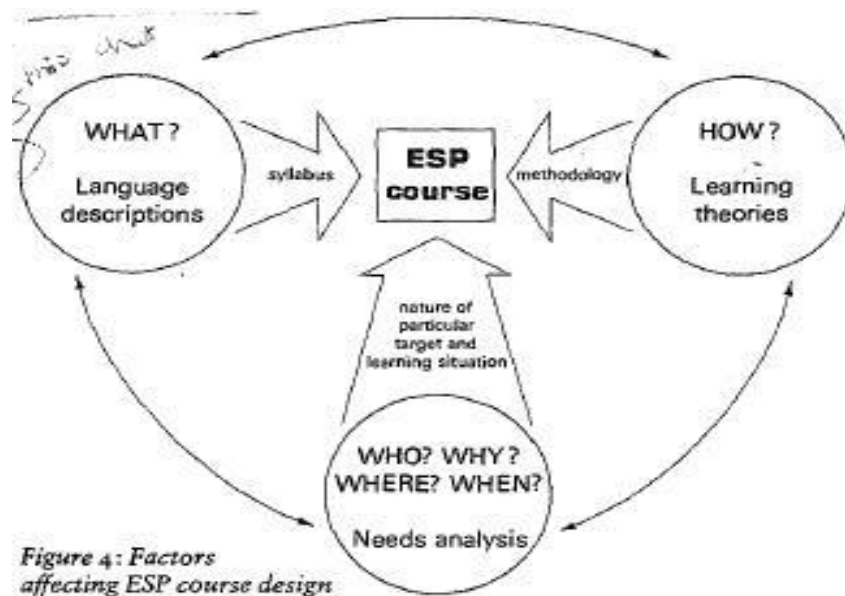 WHAT?
Language
descriptions
syllabus
ESP
course
methodology
HOW?
Learning
theories
nature of
particular
target and
learning situation
WHO? WHY?
WHERE? WHEN?
Needs analysis
Figure 4: Factors
affecting ESP course design